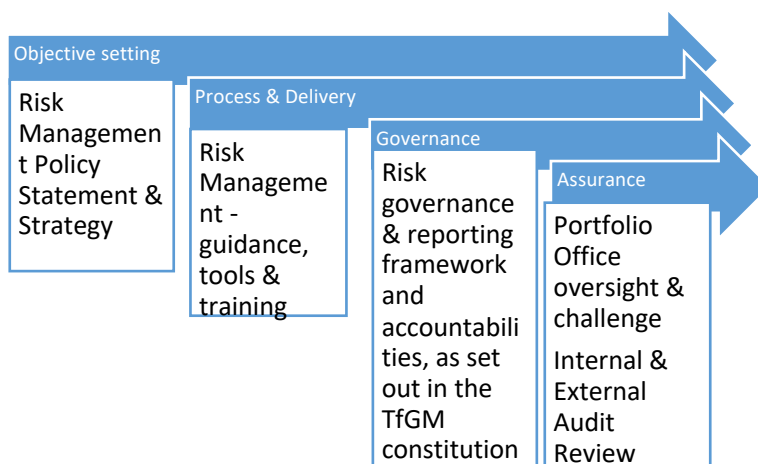 Objective setting
Risk
Managemen
t Policy
Statement &
Strategy
Process & Delivery
Risk
Manageme
nt -
guidance,
tools &
training
Governance
Risk
governance
& reporting
framework
and
accountabili
ties, as set
out in the
TfGM
constitution
Assurance
Portfolio
Office
oversight &
challenge
Internal &
External
Audit
Review